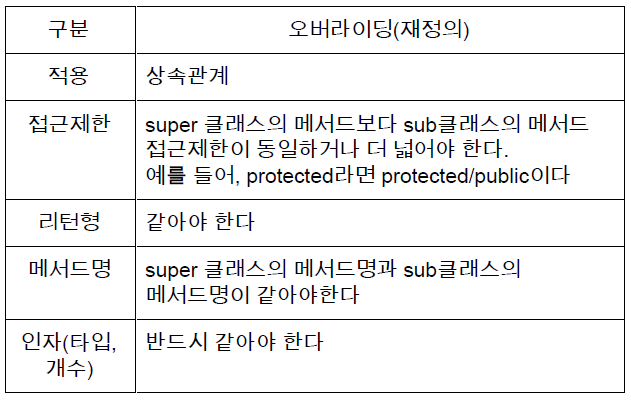 구분
오버라이딩(재정의)
적용
상속관계
접근제한
super 클래스의 메서드보다 sub클래스의 메서드
접근제한이 동일하거나 더 넓어야 한다.
예를 들어, protected라면 protected/public이다
리턴형
같아야 한다
메서드명
super 클래스의 메서드명과 sub클래스의
메서드명이 같아야한다
인자(타입,
개수)
반드시 같아야 한다